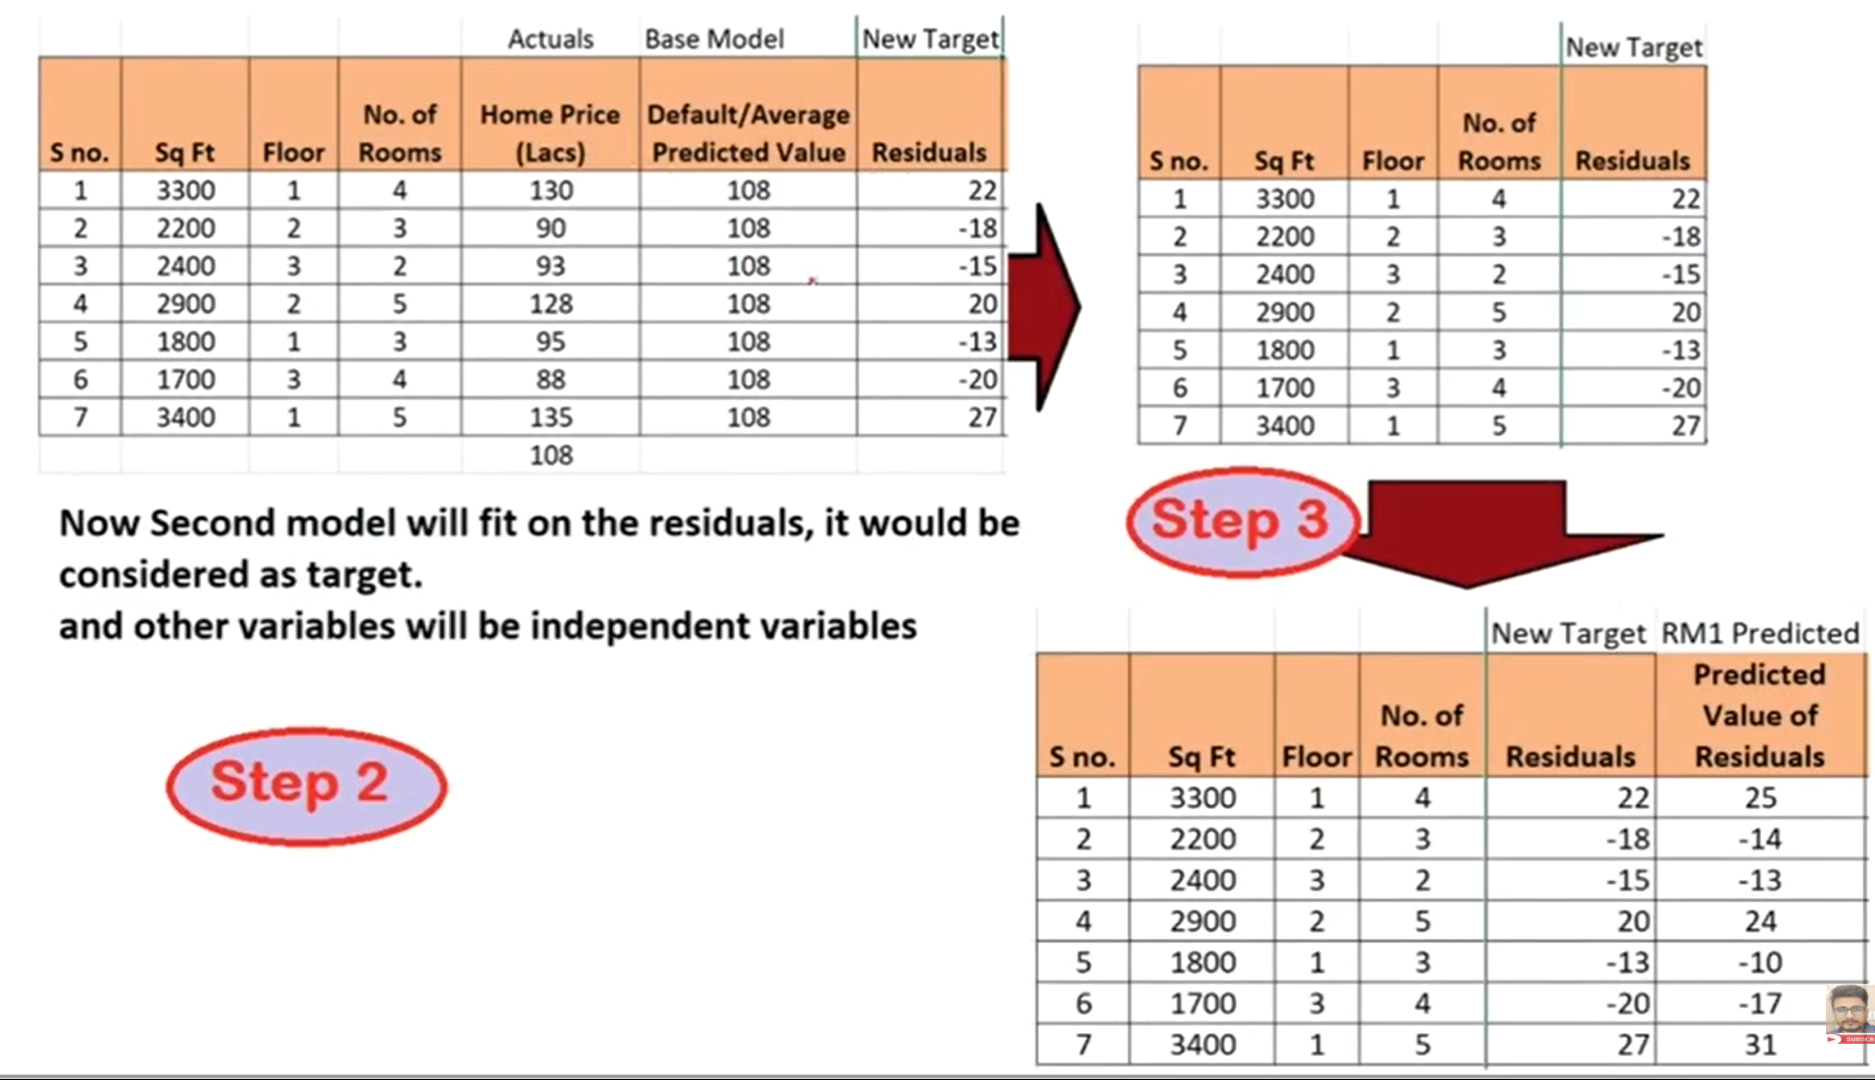 Actuals Base Model New Target
S no. Sq Ft Floor No. of Rooms Home Price (Lacs) Default/Average Predicted Value Residuals
1 3300 1 4 130 108 22
2 2200 2 3 90 108 -18
3 2400 3 2 93 108 -15
4 2900 2 5 128 108 20
5 1800 1 3 95 108 -13
6 1700 3 4 88 108 -20
7 3400 1 5 135 108 27
108
Now Second model will fit on the residuals, it would be
considered as target.
and other variables will be independent variables
Step 2
New Target
S no. Sq Ft Floor No. of Rooms Residuals
1 3300 1 4 22
2 2200 2 3 -18
3 2400 3 2 -15
4 2900 2 5 20
5 1800 1 3 -13
6 1700 3 4 -20
7 3400 1 5 27
Step 3
New Target RM1 Predicted
S no. Sq Ft Floor No. of Rooms Residuals Predicted Value of Residuals
1 3300 1 4 22 25
2 2200 2 3 -18 -14
3 2400 3 2 -15 -13
4 2900 2 5 20 24
5 1800 1 3 -13 -10
6 1700 3 4 -20 -17
7 3400 1 5 27 31